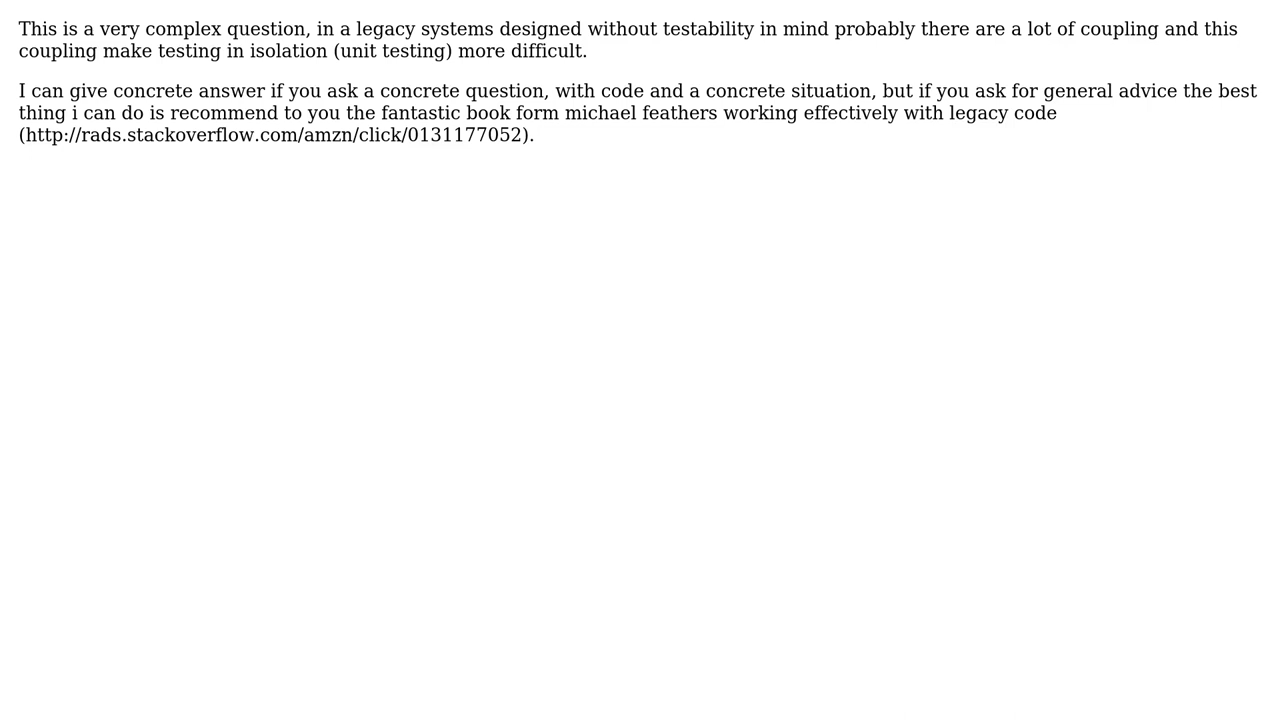 This is a very complex question, in a legacy systems designed without testability in mind probably there are a lot of coupling and this
coupling make testing in isolation (unit testing) more difficult.
I can give concrete answer if you ask a concrete question, with code and a concrete situation, but if you ask for general advice the best
thing i can do is recommend to you the fantastic book form michael feathers working effectively with legacy code
(http://rads.stackoverflow.com/amzn/click/0131177052).